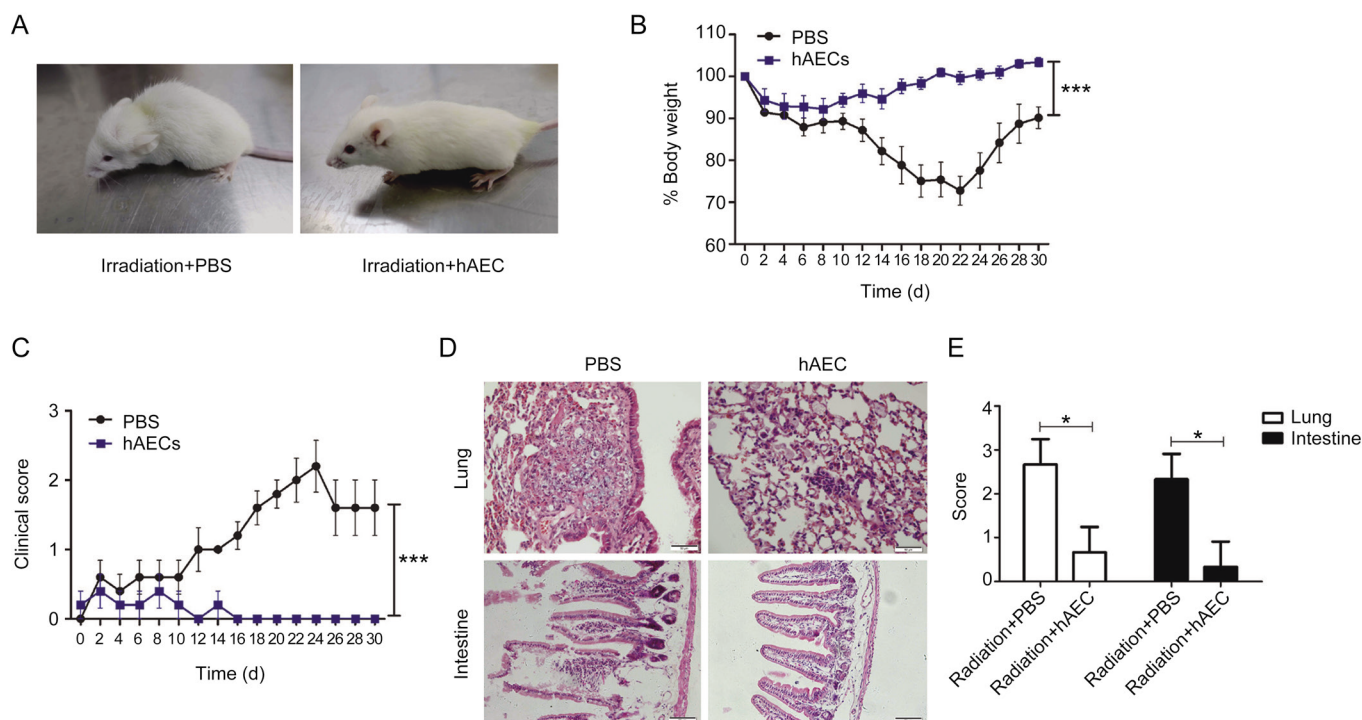 A
Irradiation+PBS
Irradiation+hAEC
B
PBS
hAECs
% Body weight
110
100
90
80
70
60
0 2 4 6 8 10 12 14 16 18 20 22 24 26 28 30
Time (d)
***
C
PBS
hAECs
Clinical score
3
2
1
0
0 2 4 6 8 10 12 14 16 18 20 22 24 26 28 30
Time (d)
***
D
PBS
hAEC
Lung
Intestine
E
Lung
Intestine
Score
4
3
2
1
0
*
*
Radiation+PBS
Radiation+hAEC
Radiation+PBS
Radiation+hAEC